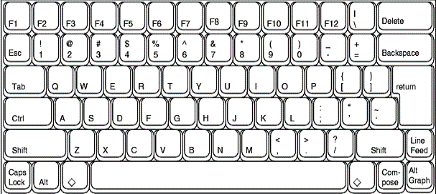 F1 F2 F3 F4 F5 F6 F7 F8 F9 F10 F11 F12 | \ Delete
Esc ! 1 @ 2 # 3 $ 4 % 5 ^ 6 & 7 * 8 ( 9 ) 0 _ - + = Backspace
Tab Q W E R T Y U I O P { [ } ] return
Ctrl A S D F G H J K L : ; " ' ~ `
Shift Z X C V B N M < , > . ? / Shift Line Feed
Caps Lock Alt ◇ ◇ Com- pose Alt Graph